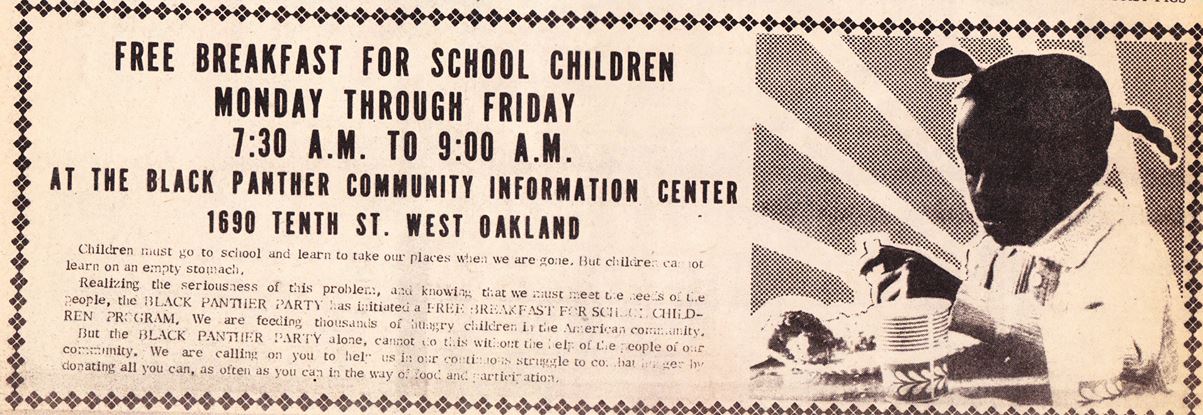 FREE BREAKFAST FOR SCHOOL CHILDREN
MONDAY THROUGH FRIDAY
7:30 A.M. TO 9:00 A.M.
AT THE BLACK PANTHER COMMUNITY INFORMATION CENTER
1690 TENTH ST. WEST OAKLAND
Children must go to school and learn to take our places when we are gone. But children cannot
learn on an empty stomach.
Realizing the seriousness of this problem, and knowing that we must meet the needs of the
people, the BLACK PANTHER PARTY has initiated a FREE BREAKFAST FOR SCHOOL CHILD-
REN PROGRAM. We are feeding thousands of hungry children in the American community.
But the BLACK PANTHER PARTY alone, cannot do this without the help of the people of our
community. We are calling on you to help us in our continuous struggle to combat hunger by
donating all you can, as often as you can in the way of food and participation.